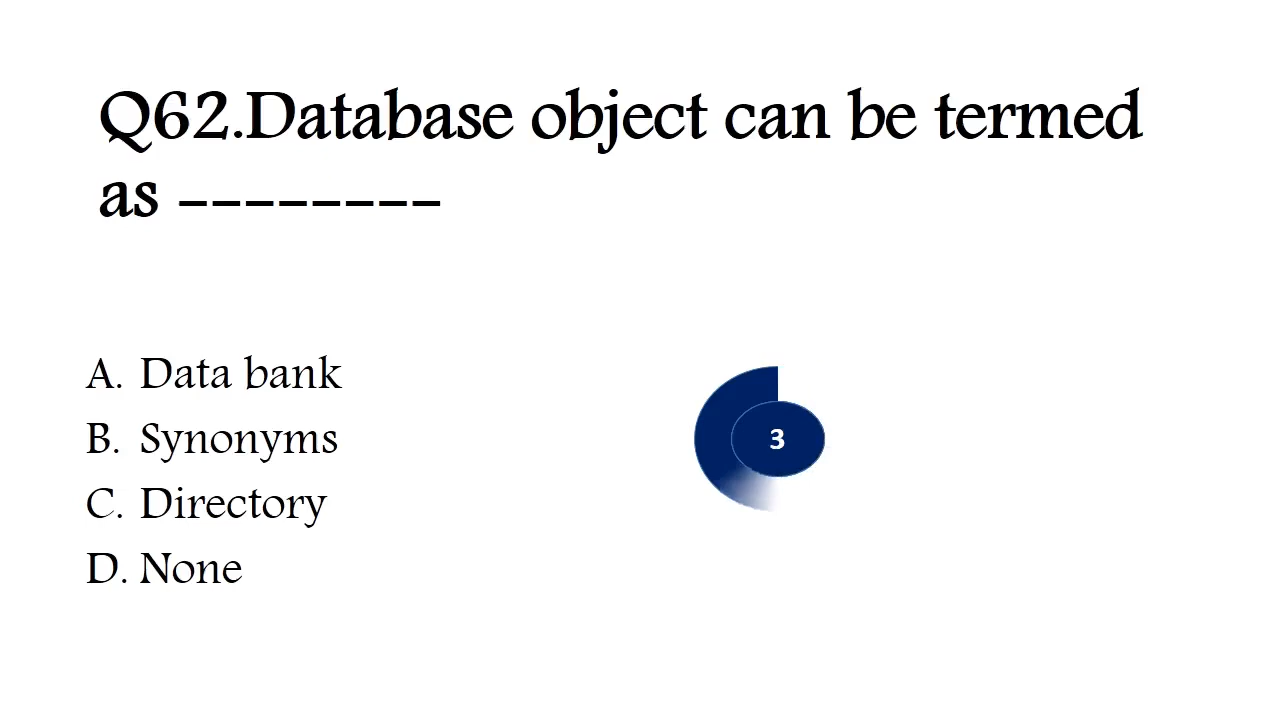 Q62.Database object can be termed
as --------
A. Data bank
B. Synonyms
3
C. Directory
D. None